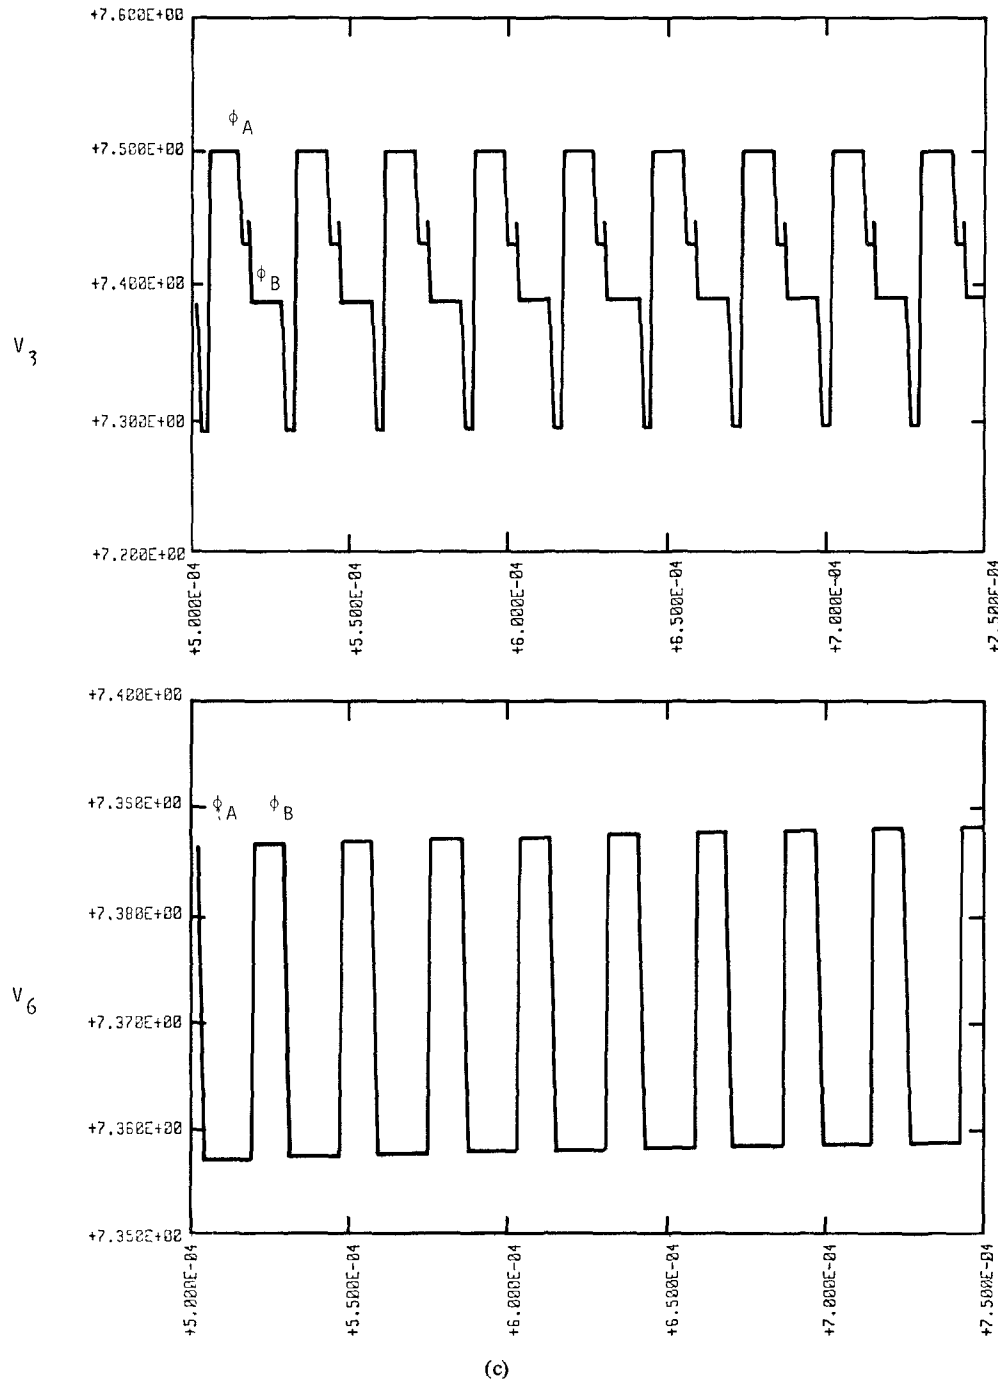 +7.600E+00
ϕA
+7.500E+00
+7.400E+00
ϕB
V3
+7.300E+00
+7.200E+00
+5.000E-04
+5.500E-04
+6.000E-04
+6.500E-04
+7.000E-04
+7.500E-04
+7.400E+00
+7.390E+00
ϕA
ϕB
+7.380E+00
V6
+7.370E+00
+7.360E+00
+7.350E+00
+5.000E-04
+5.500E-04
+6.000E-04
+6.500E-04
+7.000E-04
+7.500E-04
(c)